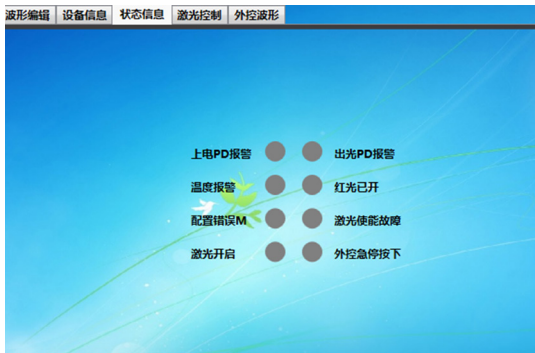 波形编辑 设备信息 状态信息 激光控制 外控波形
上电PD报警 出光PD报警
温度报警 红光已开
配置错误M 激光使能故障
激光开启 外控急停按下